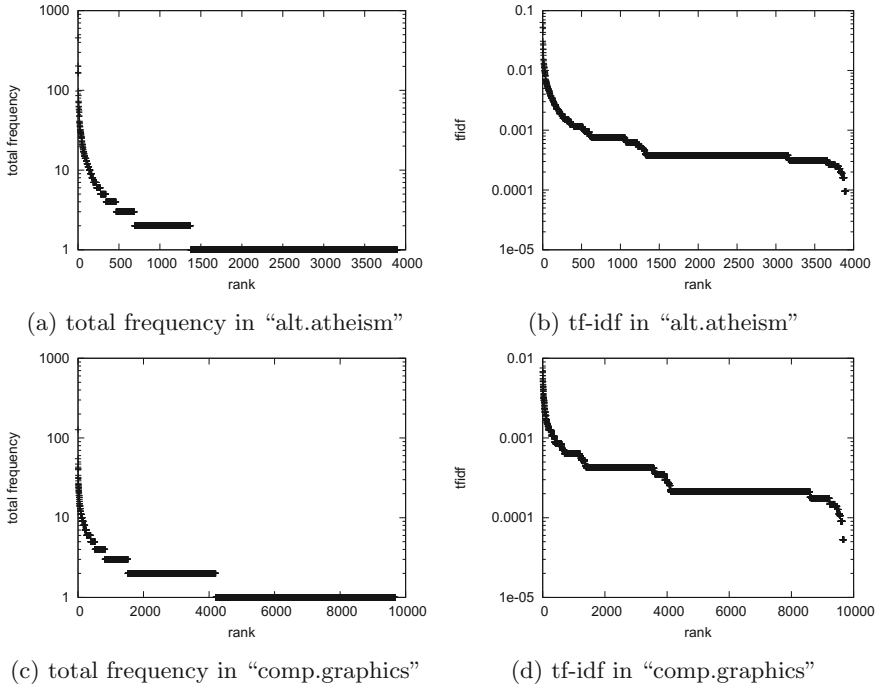 1000
100
10
1
total frequency
0 500 1000 1500 2000 2500 3000 3500 4000
rank
(a) total frequency in “alt.atheism”
0.1
0.01
0.001
0.0001
1e-05
tfidf
0 500 1000 1500 2000 2500 3000 3500 4000
rank
(b) tf-idf in “alt.atheism”
1000
100
10
1
total frequency
0 2000 4000 6000 8000 10000
rank
(c) total frequency in “comp.graphics”
0.01
0.001
0.0001
1e-05
tfidf
0 2000 4000 6000 8000 10000
rank
(d) tf-idf in “comp.graphics”